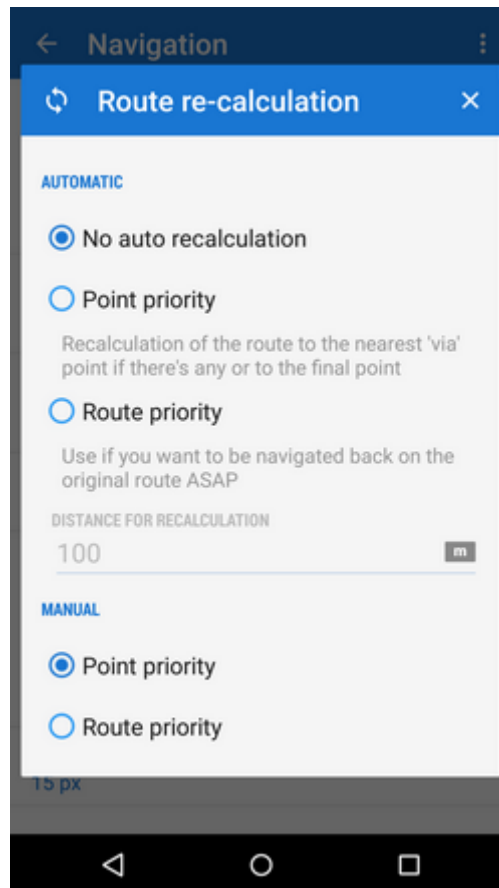 Navigation
Route re-calculation
AUTOMATIC
No auto recalculation
Point priority
Recalculation of the route to the nearest 'via'
point if there's any or to the final point
Route priority
Use if you want to be navigated back on the
original route ASAP
DISTANCE FOR RECALCULATION
100 m
MANUAL
Point priority
Route priority
15 px